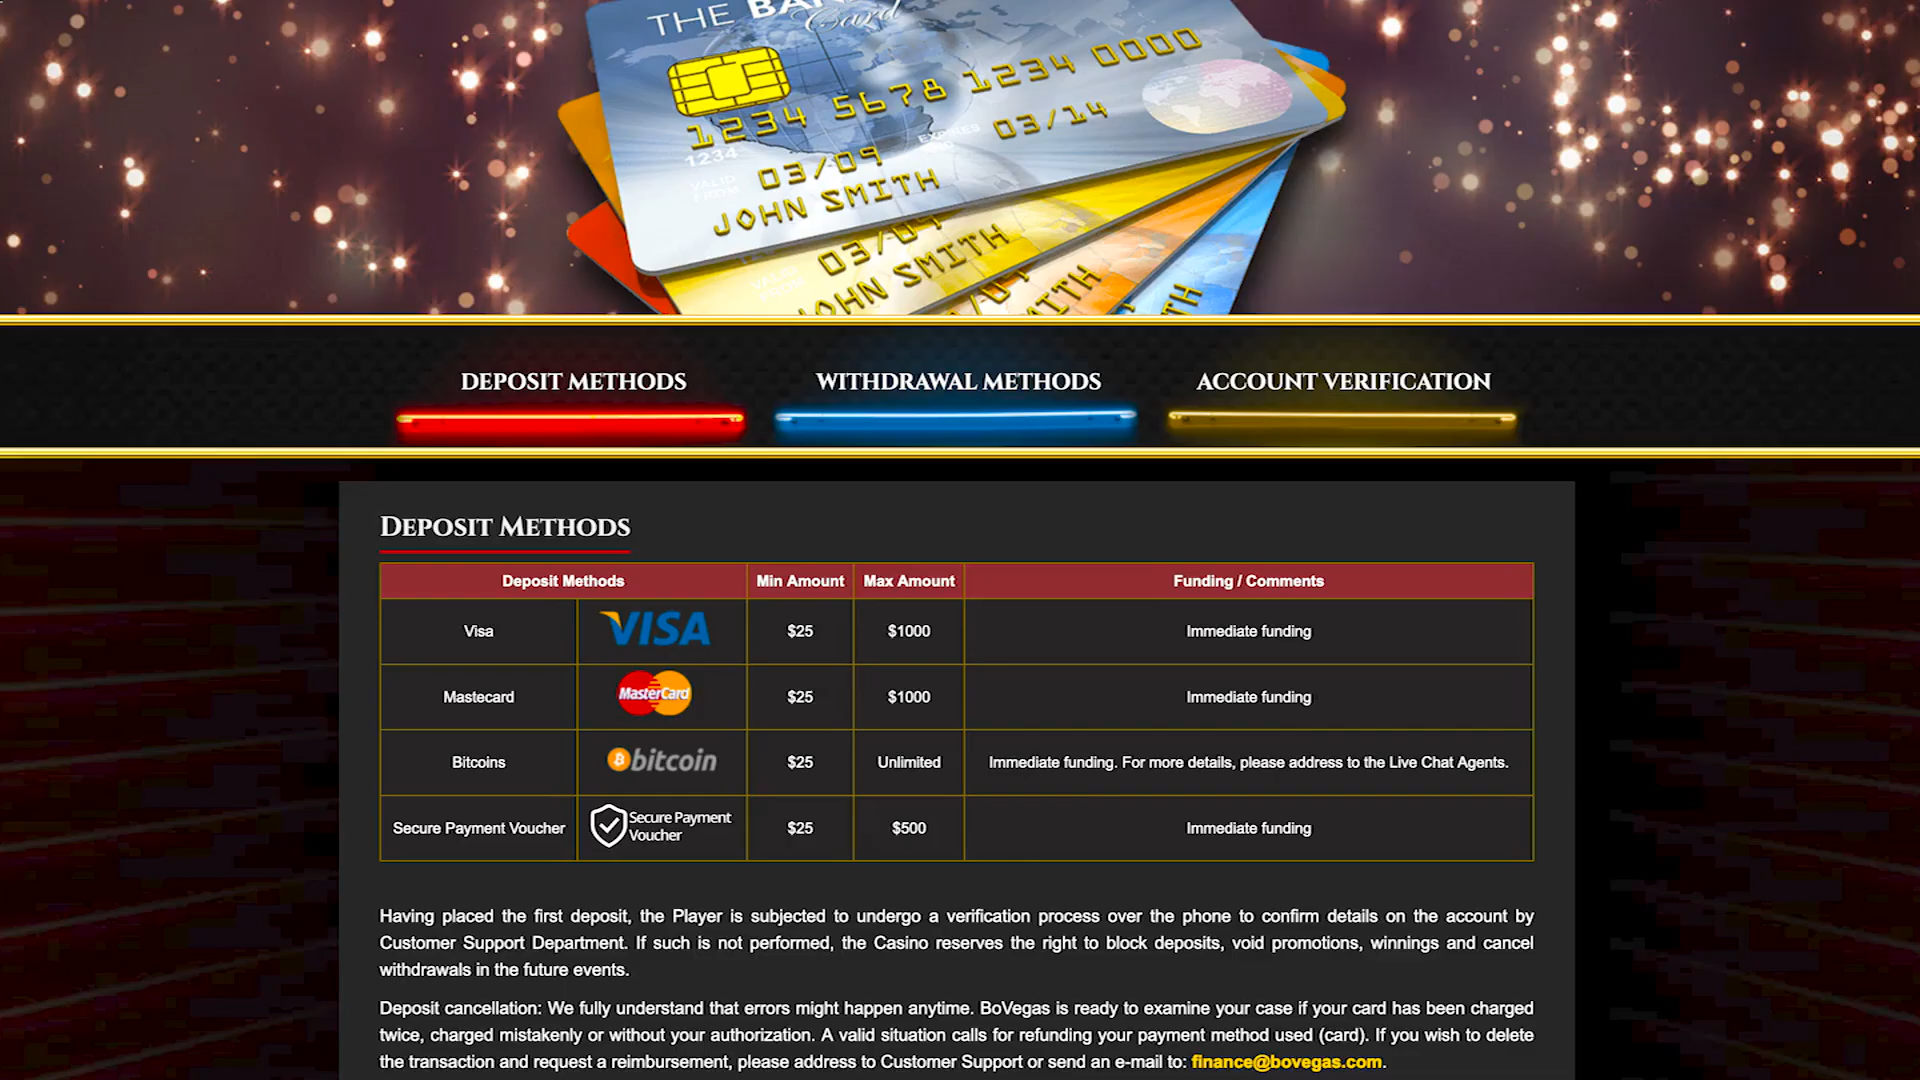 THE BAN
Card
1234 5678 1234 0000
1234
03/09
EXPIRES
END
03/14
VALID
FROM
JOHN SMITH
03/09
JOHN SMITH
SMITH
TH
DEPOSIT METHODS
WITHDRAWAL METHODS
ACCOUNT VERIFICATION
DEPOSIT METHODS
Deposit Methods Min Amount Max Amount Funding / Comments
Visa VISA $25 $1000 Immediate funding
Mastecard MasterCard $25 $1000 Immediate funding
Bitcoins bitcoin $25 Unlimited Immediate funding. For more details, please address to the Live Chat Agents.
Secure Payment Voucher Secure Payment Voucher $25 $500 Immediate funding
Having placed the first deposit, the Player is subjected to undergo a verification process over the phone to confirm details on the account by
Customer Support Department. If such is not performed, the Casino reserves the right to block deposits, void promotions, winnings and cancel
withdrawals in the future events.
Deposit cancellation: We fully understand that errors might happen anytime. BoVegas is ready to examine your case if your card has been charged
twice, charged mistakenly or without your authorization. A valid situation calls for refunding your payment method used (card). If you wish to delete
the transaction and request a reimbursement, please address to Customer Support or send an e-mail to: finance@bovegas.com.